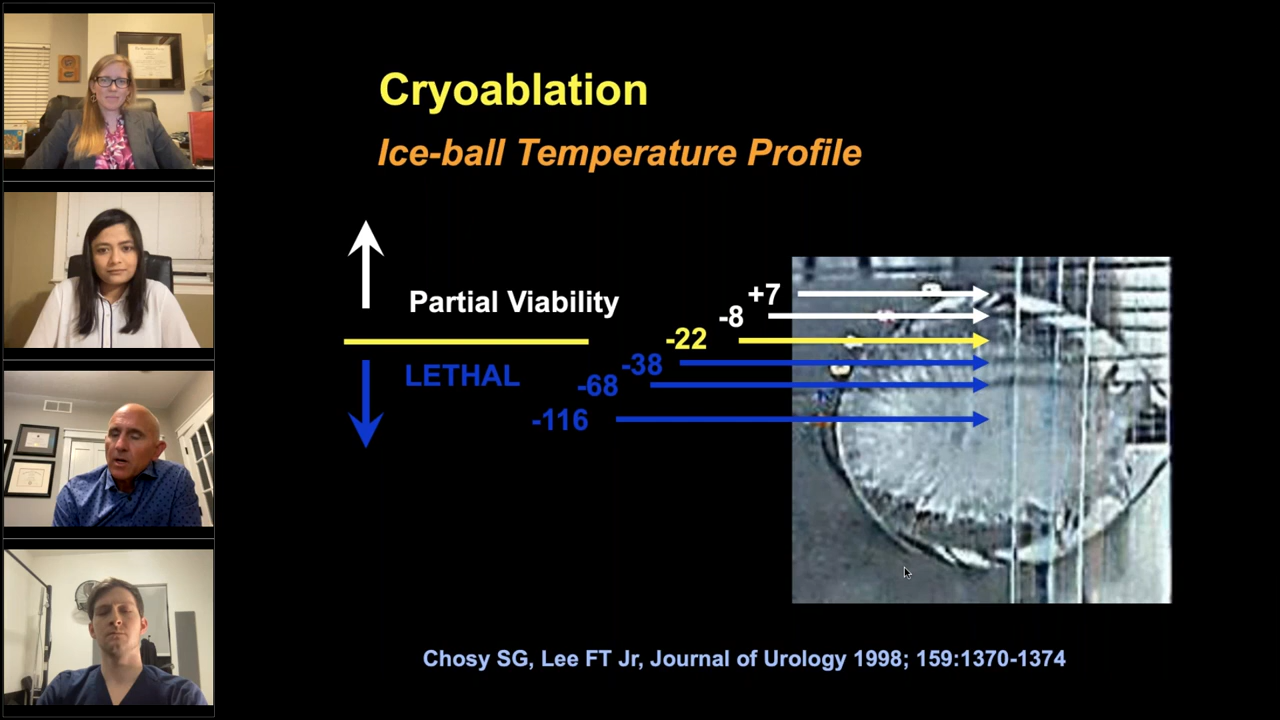 Cryoablation
Ice-ball Temperature Profile
Partial Viability
+7
-8
-22
LETHAL
-38
-68
-116
Chosy SG, Lee FT Jr, Journal of Urology 1998; 159:1370-1374